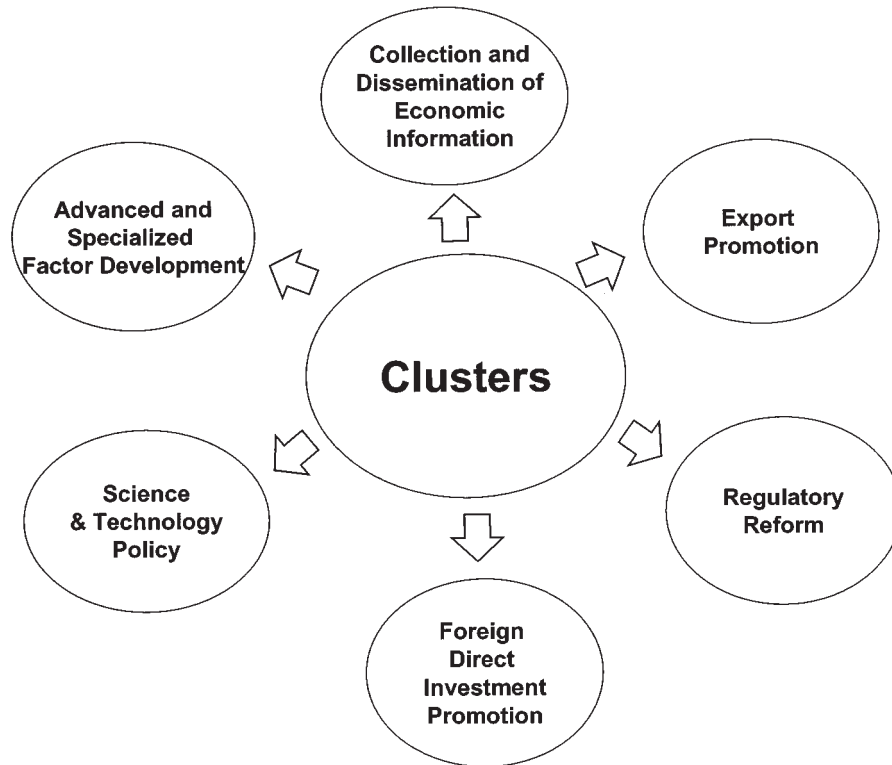 Collection and
Dissemination of
Economic
Information
Advanced and
Specialized
Factor Development
Export
Promotion
Clusters
Science
& Technology
Policy
Regulatory
Reform
Foreign
Direct
Investment
Promotion